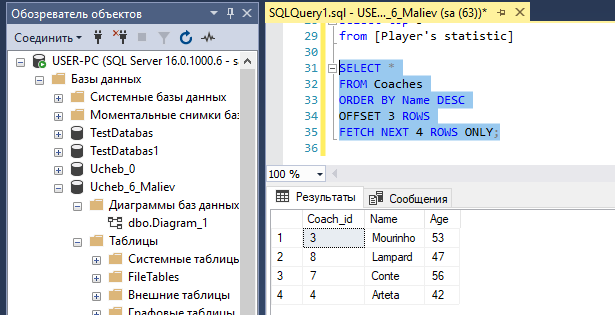 Обозреватель объектов
Соединить
USER-PC (SQL Server 16.0.1000.6 - s
Базы данных
Системные базы данных
Моментальные снимки баз
TestDatabas
TestDatabas1
Ucheb_0
Ucheb_6_Maliev
Диаграммы баз данных
dbo.Diagram_1
Таблицы
Системные таблицы
FileTables
Внешние таблицы
Графовые таблицы
SQLQuery1.sql - USE..._6_Maliev (sa (63))*
29 from [Player's statistic]
30
31 SELECT *
32 FROM Coaches
33 ORDER BY Name DESC
34 OFFSET 3 ROWS
35 FETCH NEXT 4 ROWS ONLY;
36
100 %
Результаты Сообщения
Coach_id Name Age
1 3 Mourinho 53
2 8 Lampard 47
3 7 Conte 56
4 4 Arteta 42